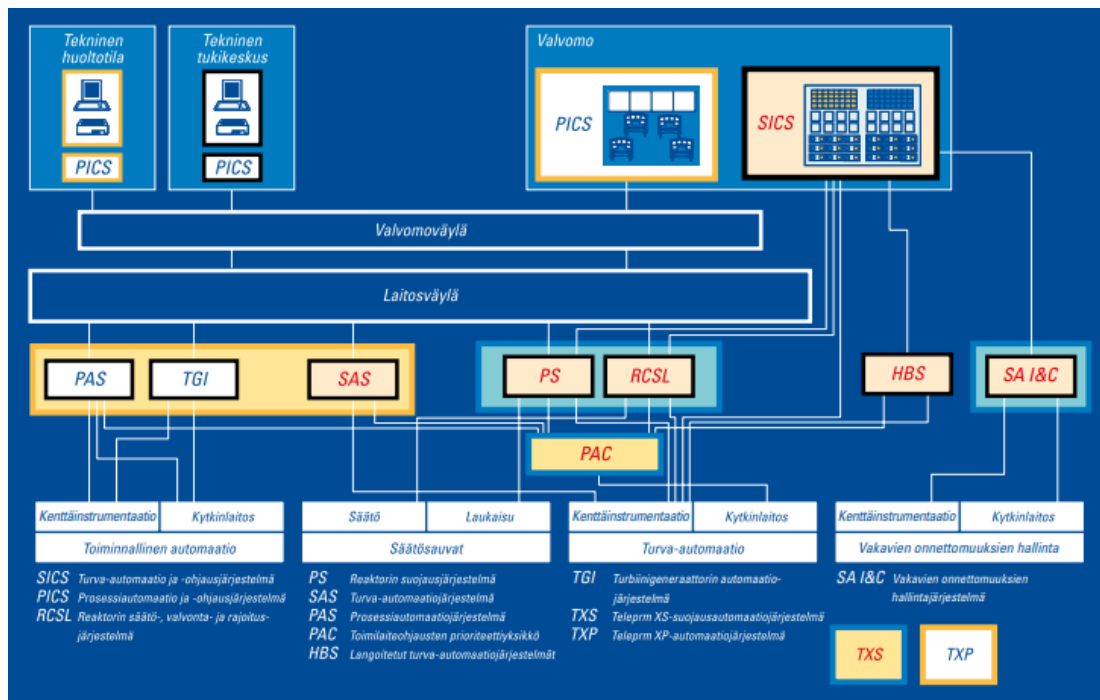 Tekninen
huoltotila
PICS
Tekninen
tukikeskus
PICS
Valvomo
PICS
SICS
Valvomoväylä
Laitosväylä
PAS
TGI
SAS
PS
RCSL
HBS
SA I&C
PAC
Kenttäinstrumentaatio
Kytkinlaitos
Toiminnallinen automaatio
Säätö
Laukaisu
Säätösauvat
Kenttäinstrumentaatio
Kytkinlaitos
Turva-automaatio
Kenttäinstrumentaatio
Kytkinlaitos
Vakavien onnettomuuksien hallinta
SICS Turva-automaatio ja -ohjausjärjestelmä
PICS Prosessiautomaatio ja -ohjausjärjestelmä
RCSL Reaktorin säätö-, valvonta- ja rajoitus-
järjestelmä
PS Reaktorin suojausjärjestelmä
SAS Turva-automaatiojärjestelmä
PAS Prosessiautomaatiojärjestelmä
PAC Toimilaiteohjausten prioriteettiyksikkö
HBS Langoitetut turva-automaatiojärjestelmät
TGI Turbiinigeneraattorin automaatio-
järjestelmä
TXS Teleprm XS-suojausautomaatiojärjestelmä
TXP Teleprm XP-automaatiojärjestelmä
SA I&C Vakavien onnettomuuksien
hallintajärjestelmä
TXS
TXP